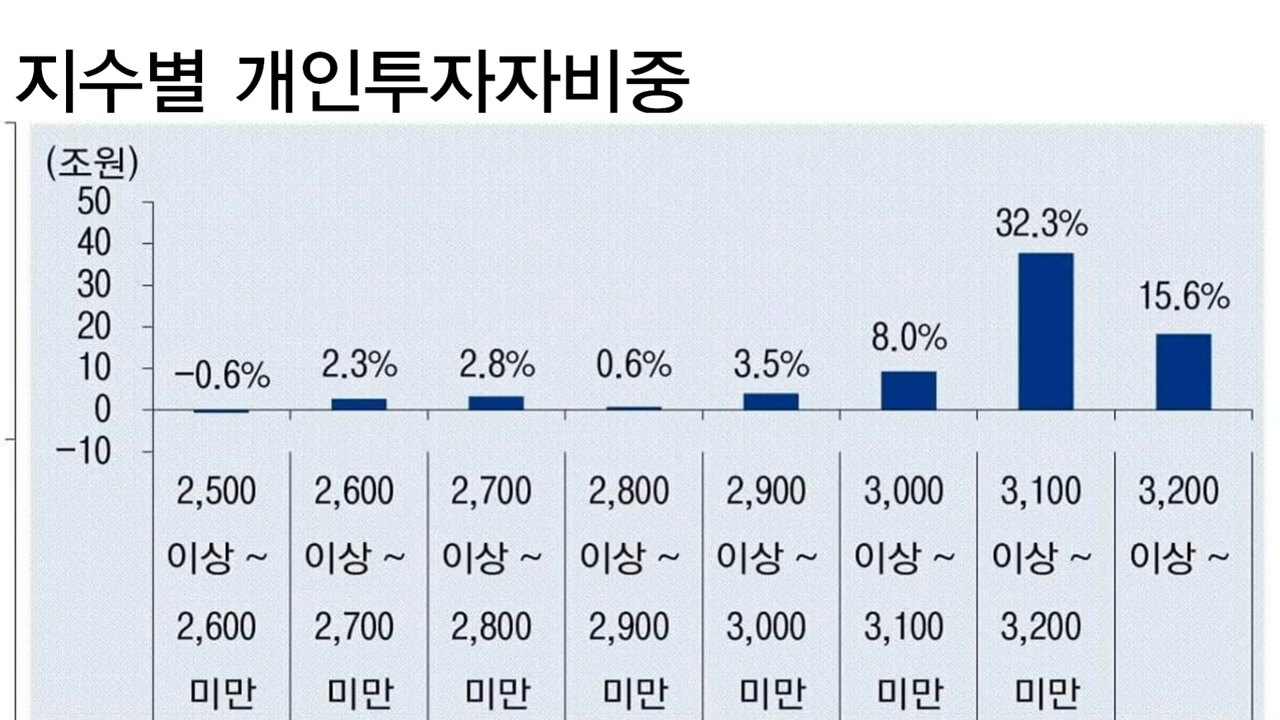 지수별 개인투자자비중
(조원)
50
40
30
20
10
0
−10
32.3%
15.6%
8.0%
−0.6%
2.3%
2.8%
0.6%
3.5%
2,500 2,600 2,700 2,800 2,900 3,000 3,100 3,200
이상 ~ 이상 ~ 이상 ~ 이상 ~ 이상 ~ 이상 ~ 이상 ~ 이상 ~
2,600 2,700 2,800 2,900 3,000 3,100 3,200
미만 미만 미만 미만 미만 미만 미만